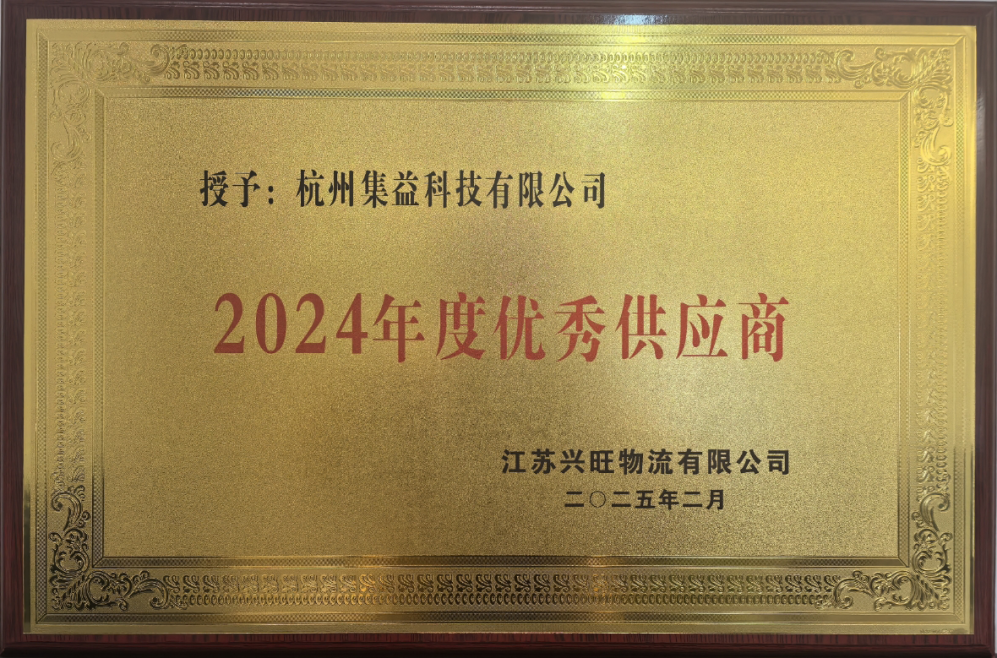 授予：杭州集益科技有限公司
2024年度优秀供应商
江苏兴旺物流有限公司
二〇二五年二月